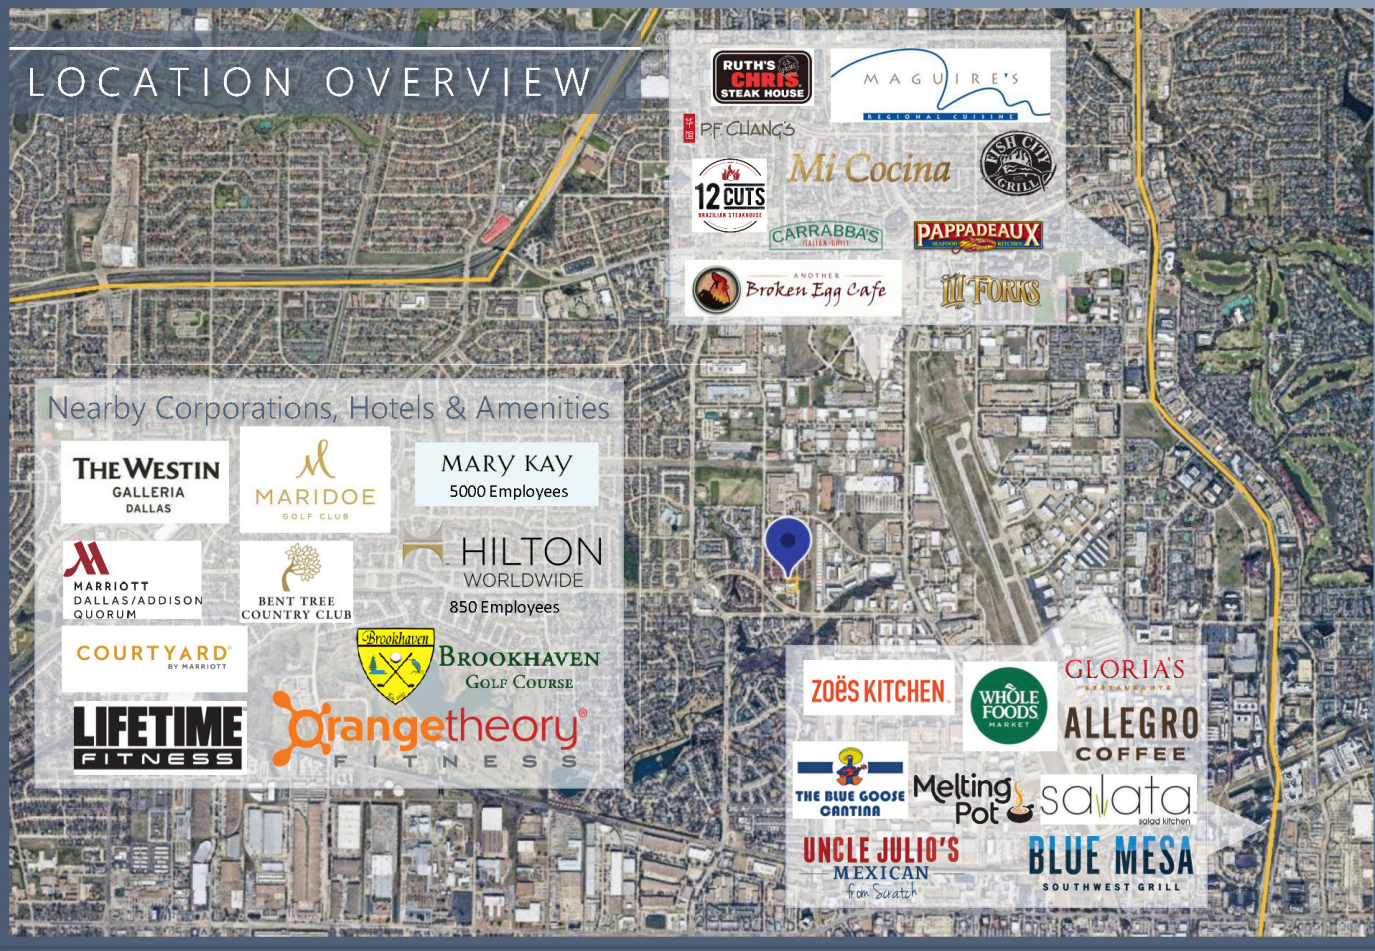 LOCATION OVERVIEW
RUTH'S
U.S. PRIME
CHRIS
STEAK HOUSE
MAGUIRE'S
REGIONAL CUISINE
P.F. CHANG'S
Mi Cocina
FISH CITY
GRILL
12 CUTS
BRAZILIAN STEAKHOUSE
CARRABBA'S
ITALIAN GRILL
PAPPADEAUX
SEAFOOD KITCHEN
ANOTHER
Broken Egg Cafe
III FORKS
Nearby Corporations, Hotels & Amenities
THE WESTIN
GALLERIA
DALLAS
MARIDOE
GOLF CLUB
MARY KAY
5000 Employees
MARRIOTT
DALLAS/ADDISON
QUORUM
BENT TREE
COUNTRY CLUB
HILTON
WORLDWIDE
850 Employees
COURTYARD®
BY MARRIOTT
Brookhaven
BROOKHAVEN
GOLF COURSE
LIFETIME
FITNESS
Orangetheory®
FITNESS
ZOËS KITCHEN
WHOLE
FOODS
MARKET
GLORIA'S
RESTAURANTE
ALLEGRO
COFFEE
THE BLUE GOOSE
CANTINA
Melting
Pot
salata
salad kitchen
UNCLE JULIO'S
MEXICAN
from Scratch
BLUE MESA
SOUTHWEST GRILL